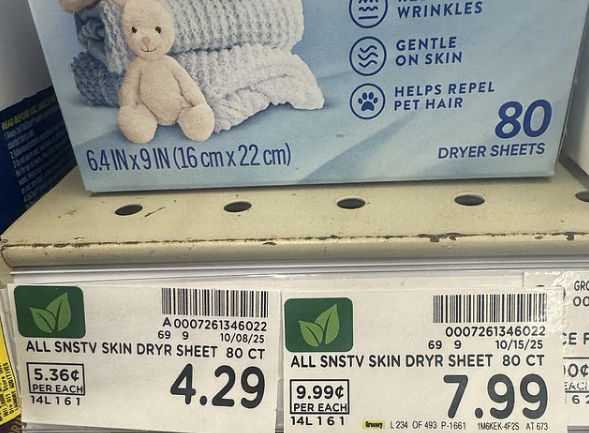 WRINKLES
GENTLE
ON SKIN
HELPS REPEL
PET HAIR
80
DRYER SHEETS
6.4 IN x 9 IN (16 cm x 22 cm)
A 0007261346022
69 9 10/08/25
ALL SNSTV SKIN DRYR SHEET 80 CT
5.36¢
PER EACH
4.29
14L 1 6 1
0007261346022
69 9 10/15/25
ALL SNSTV SKIN DRYR SHEET 80 CT
9.99¢
PER EACH
7.99
14L 1 6 1
Grocery L 234 OF 493 P-1661 1M6KEK-4F2S AT 673